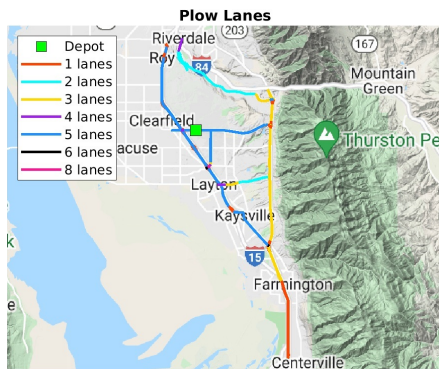 Plow Lanes
Depot
1 lanes
2 lanes
3 lanes
4 lanes
5 lanes
6 lanes
8 lanes
Riverdale
203
Roy
84
167
Mountain
Green
Clearfield
acuse
Thurston Pe
Layton
Kaysville
15
Farmington
k
e
Centerville